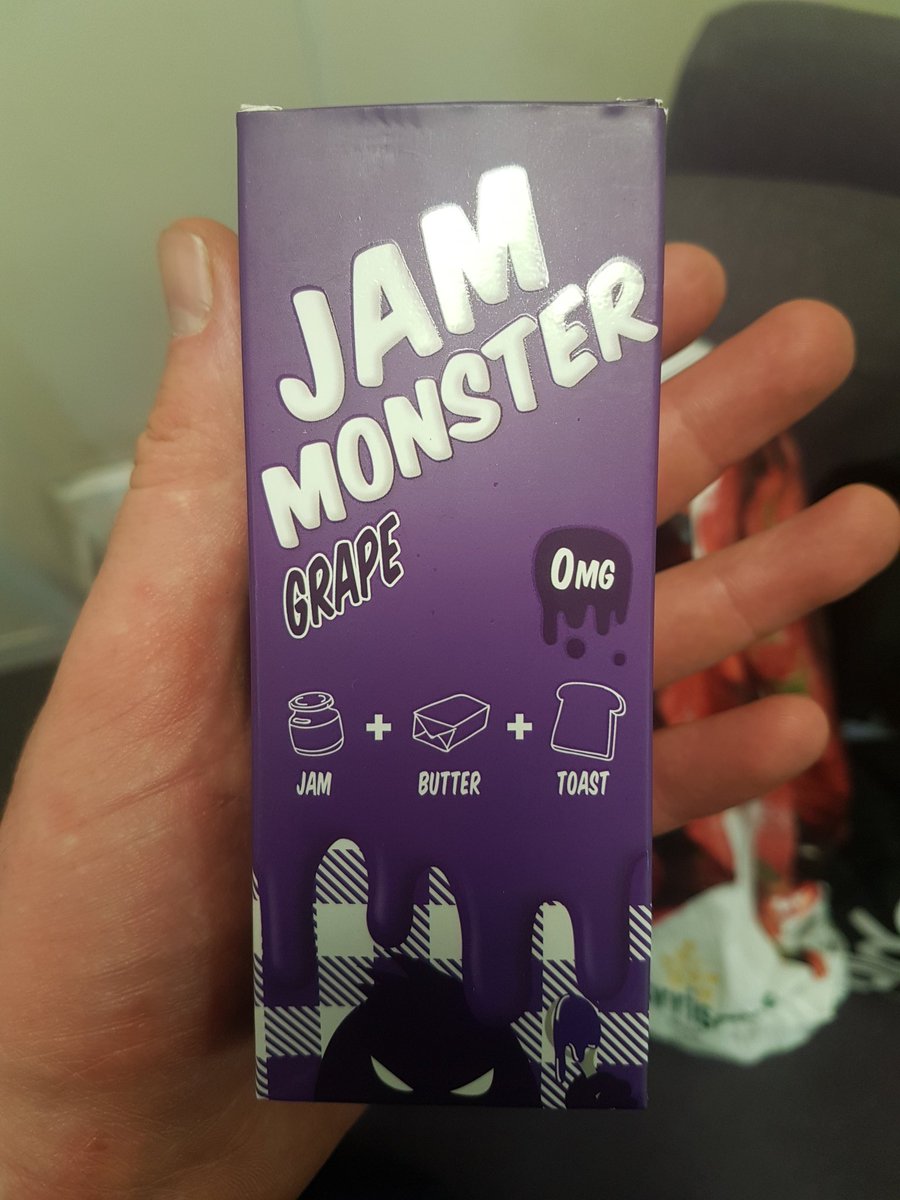 JAM
MONSTER
GRAPE
0MG
JAM + BUTTER + TOAST